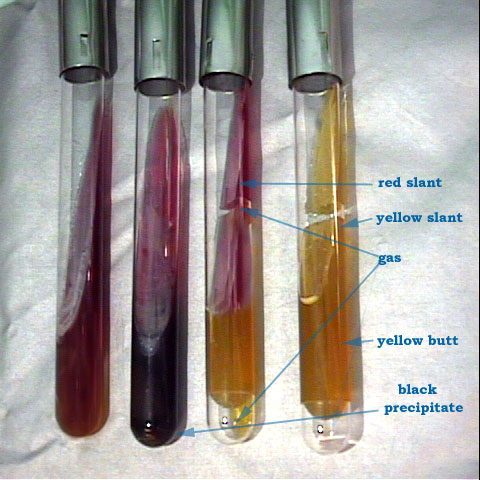 red slant
yellow slant
gas
yellow butt
black
precipitate